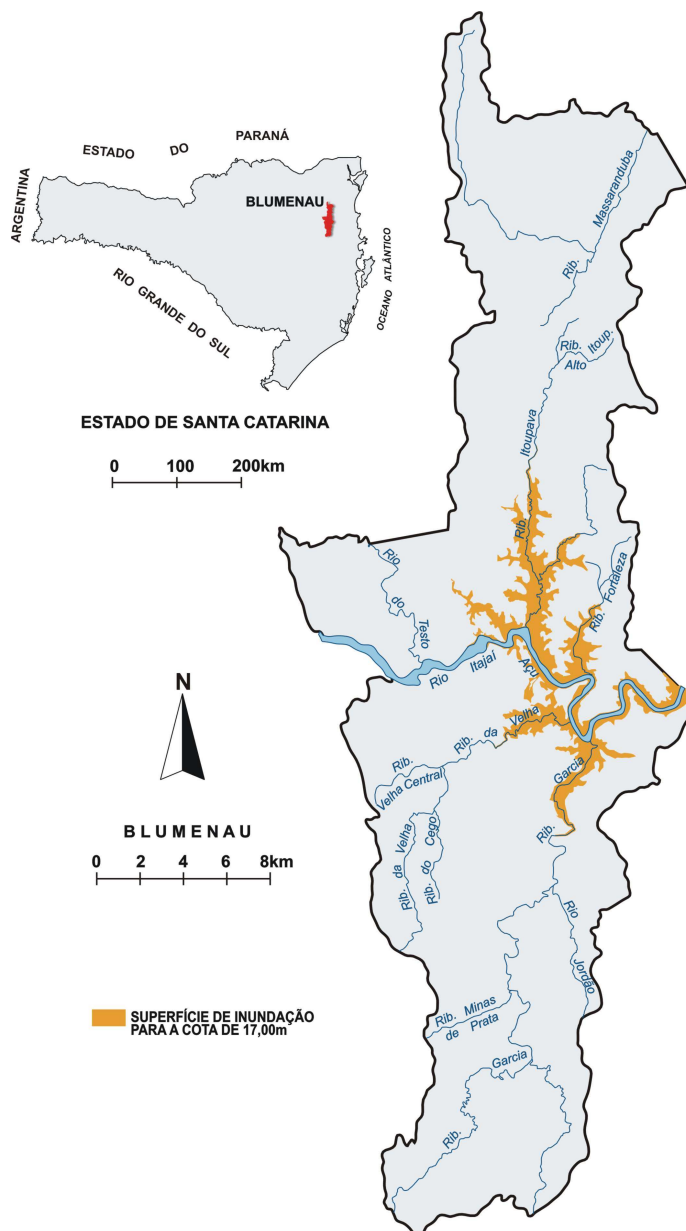 ESTADO DO PARANÁ
ARGENTINA
BLUMENAU
OCEANO ATLÂNTICO
RIO GRANDE DO SUL
ESTADO DE SANTA CATARINA
0 100 200km
Rib. Massaranduba
Rib. Alto Itoup.
Rib. Itoupava
Rib. Fortaleza
Rio do Testo
Rio Itajaí Açu
Rib. da Velha
Rib. Velha Central
Rib. da Velha
Rib. do Cego
Rib. Garcia
Rio Jordão
Rib. Minas de Prata
Rib. Garcia
N
BLUMENAU
0 2 4 6 8km
SUPERFÍCIE DE INUNDAÇÃO
PARA A COTA DE 17,00m